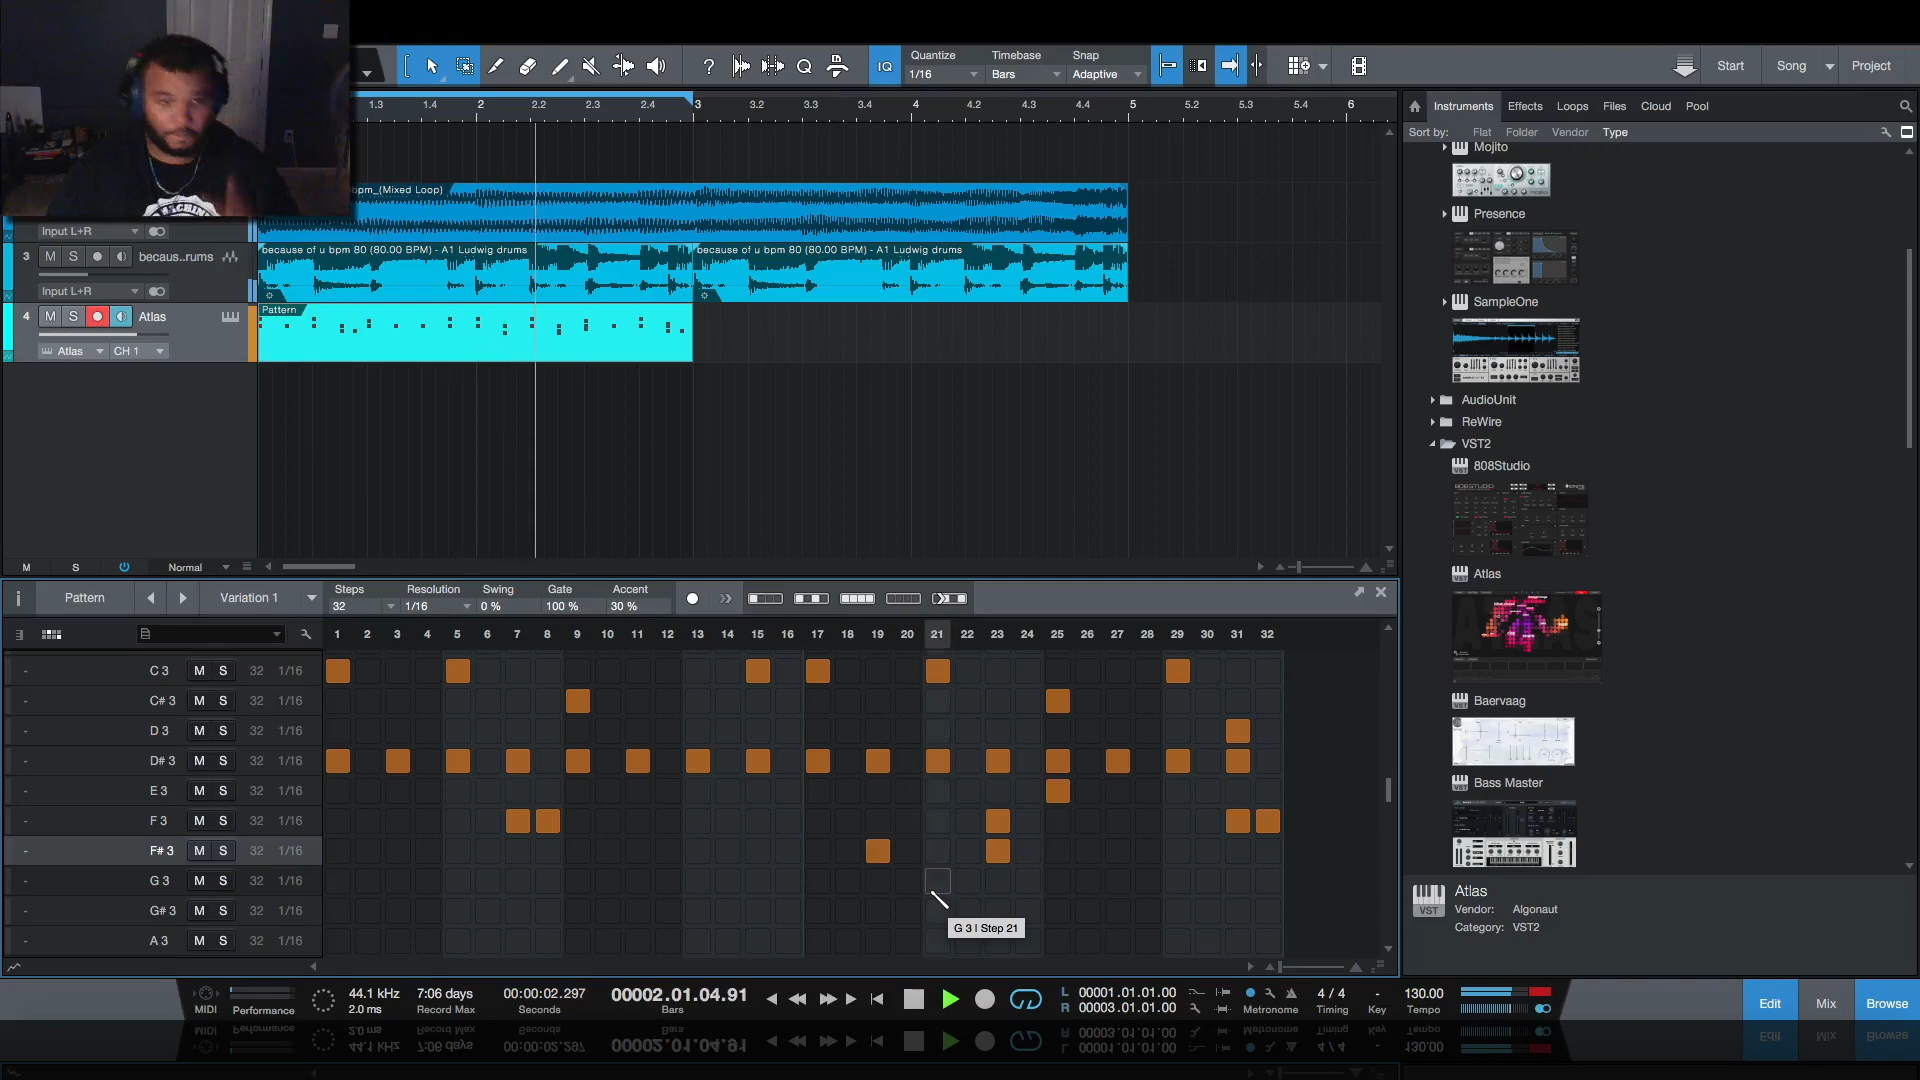 Quantize
Timebase
Snap
1/16
Bars
Adaptive
IQ
Start
Song
Project
1.3
1.4
2
2.2
2.3
2.4
3
3.2
3.3
3.4
4
4.2
4.3
4.4
5
5.2
5.3
5.4
6
bpm_(Mixed Loop)
Input L+R
3
M
S
becaus..rums
because of u bpm 80 (80.00 BPM) - A1 Ludwig drums
because of u bpm 80 (80.00 BPM) - A1 Ludwig drums
Input L+R
4
M
S
Atlas
Pattern
Atlas
CH 1
M
S
Normal
Instruments
Effects
Loops
Files
Cloud
Pool
Sort by:
Flat
Folder
Vendor
Type
Mojito
Presence
SampleOne
AudioUnit
ReWire
VST2
808Studio
Atlas
Baervaag
Bass Master
Atlas
VST
Vendor: Algonaut
Category: VST2
Pattern
Variation 1
Steps
32
Resolution
1/16
Swing
0 %
Gate
100 %
Accent
30 %
1 2 3 4 5 6 7 8 9 10 11 12 13 14 15 16 17 18 19 20 21 22 23 24 25 26 27 28 29 30 31 32
- C 3 M S 32 1/16
- C# 3 M S 32 1/16
- D 3 M S 32 1/16
- D# 3 M S 32 1/16
- E 3 M S 32 1/16
- F 3 M S 32 1/16
- F# 3 M S 32 1/16
- G 3 M S 32 1/16
- G# 3 M S 32 1/16
- A 3 M S 32 1/16
G 3 | Step 21
MIDI
Performance
44.1 kHz
2.0 ms
7:06 days
Record Max
00:00:02.297
Seconds
00002.01.04.91
Bars
L 00001.01.01.00
R 00003.01.01.00
Metronome
4 / 4
Timing
-
Key
130.00
Tempo
Edit
Mix
Browse